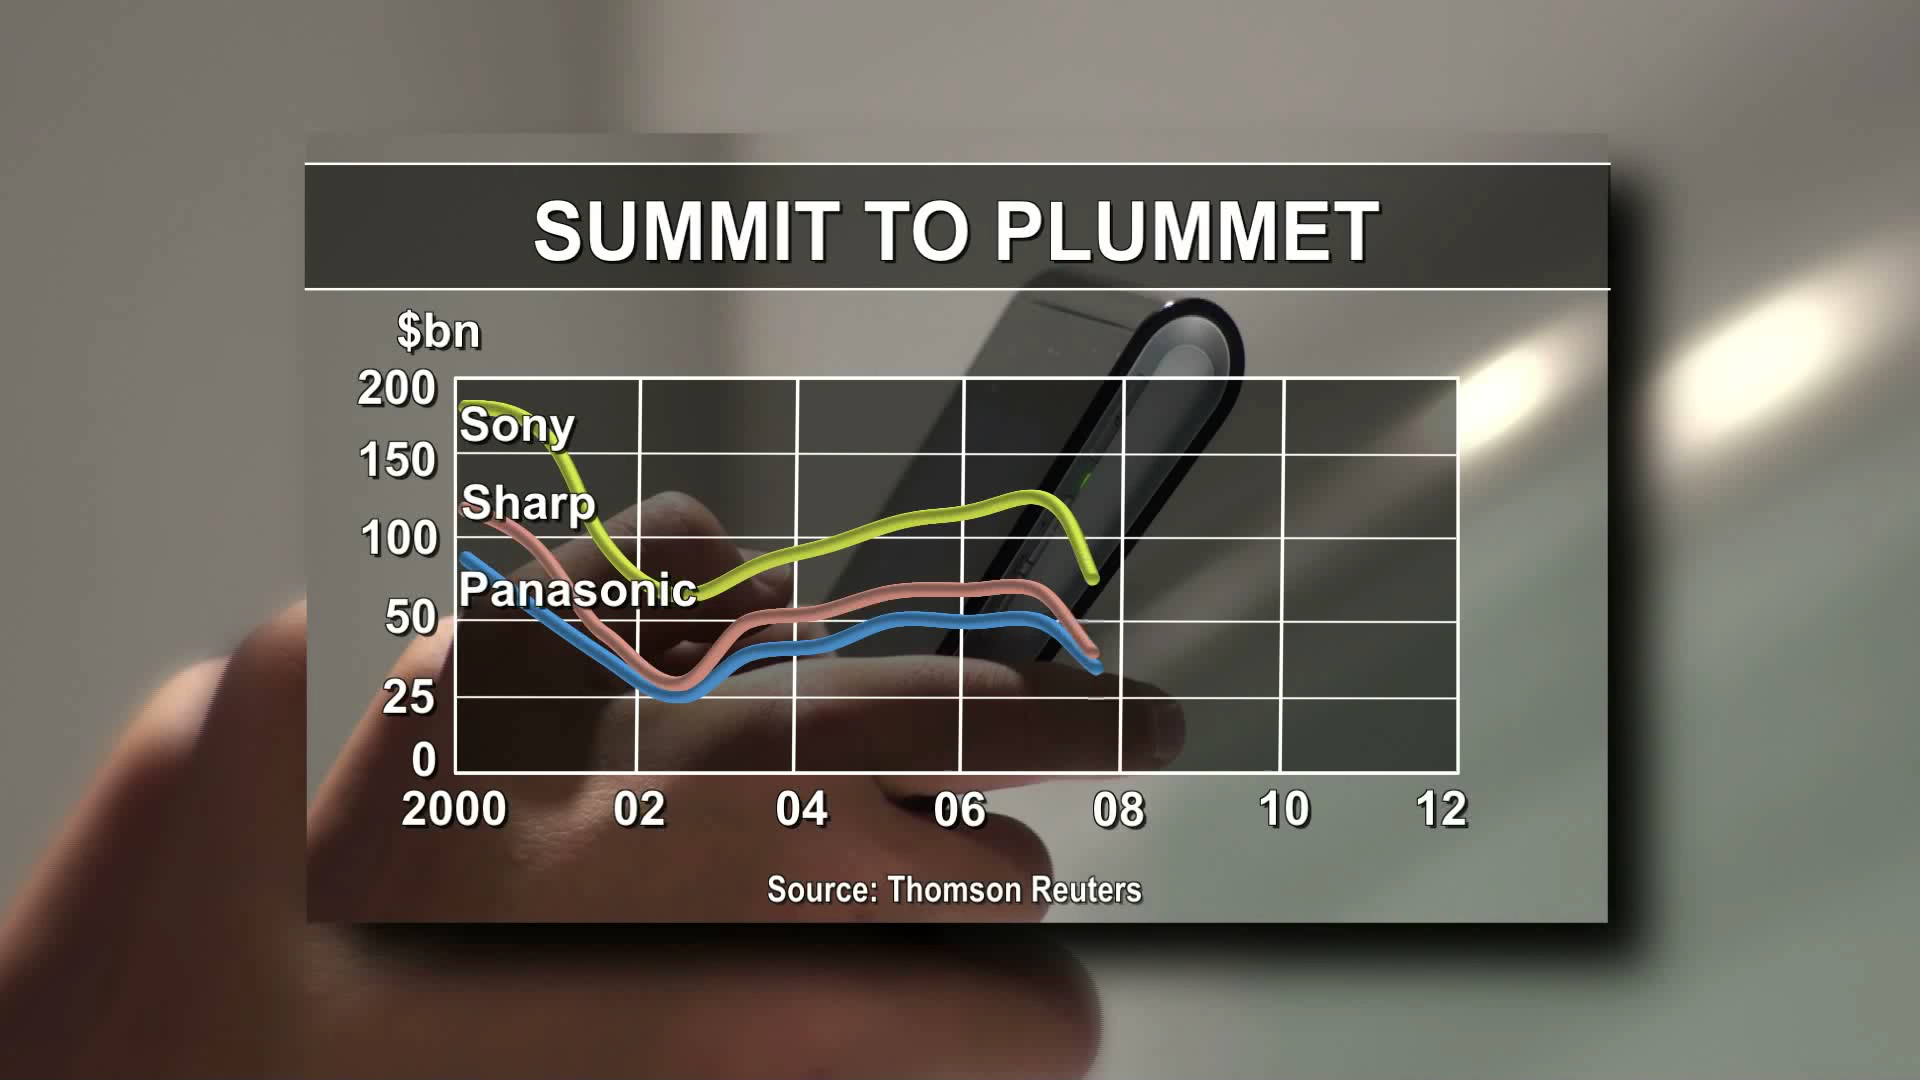 SUMMIT TO PLUMMET
$bn
200
Sony
150
Sharp
100
Panasonic
50
25
0
2000 02 04 06 08 10 12
Source: Thomson Reuters